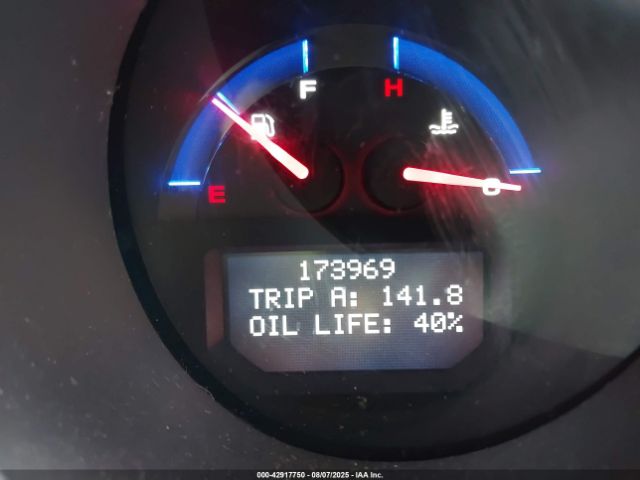 F H
E C
173969
TRIP A: 141.8
OIL LIFE: 40%
000-42917750 - 08/07/2025 - IAA Inc.